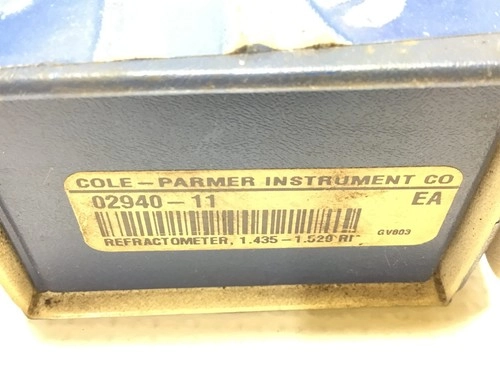 COLE-PARMER INSTRUMENT CO
02940-11 EA
REFRACTOMETER, 1.435-1.520 RI GV803